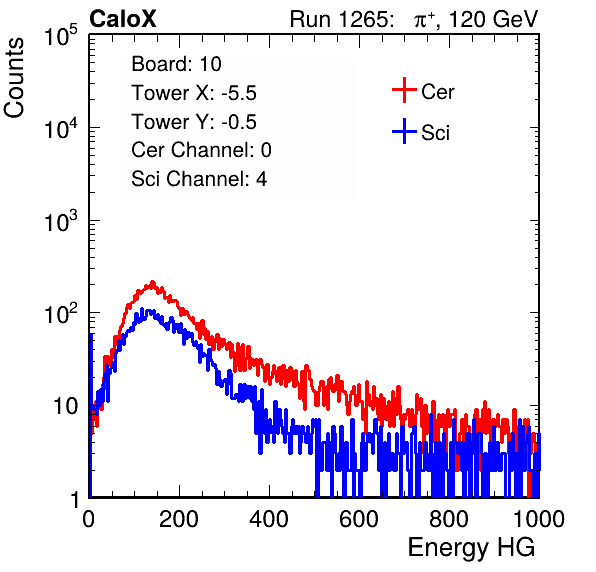 CaloX Run 1265: π⁺, 120 GeV
Counts
10⁵
10⁴
10³
10²
10
1
Board: 10
Tower X: -5.5
Tower Y: -0.5
Cer Channel: 0
Sci Channel: 4
Cer
Sci
0 200 400 600 800 1000
Energy HG